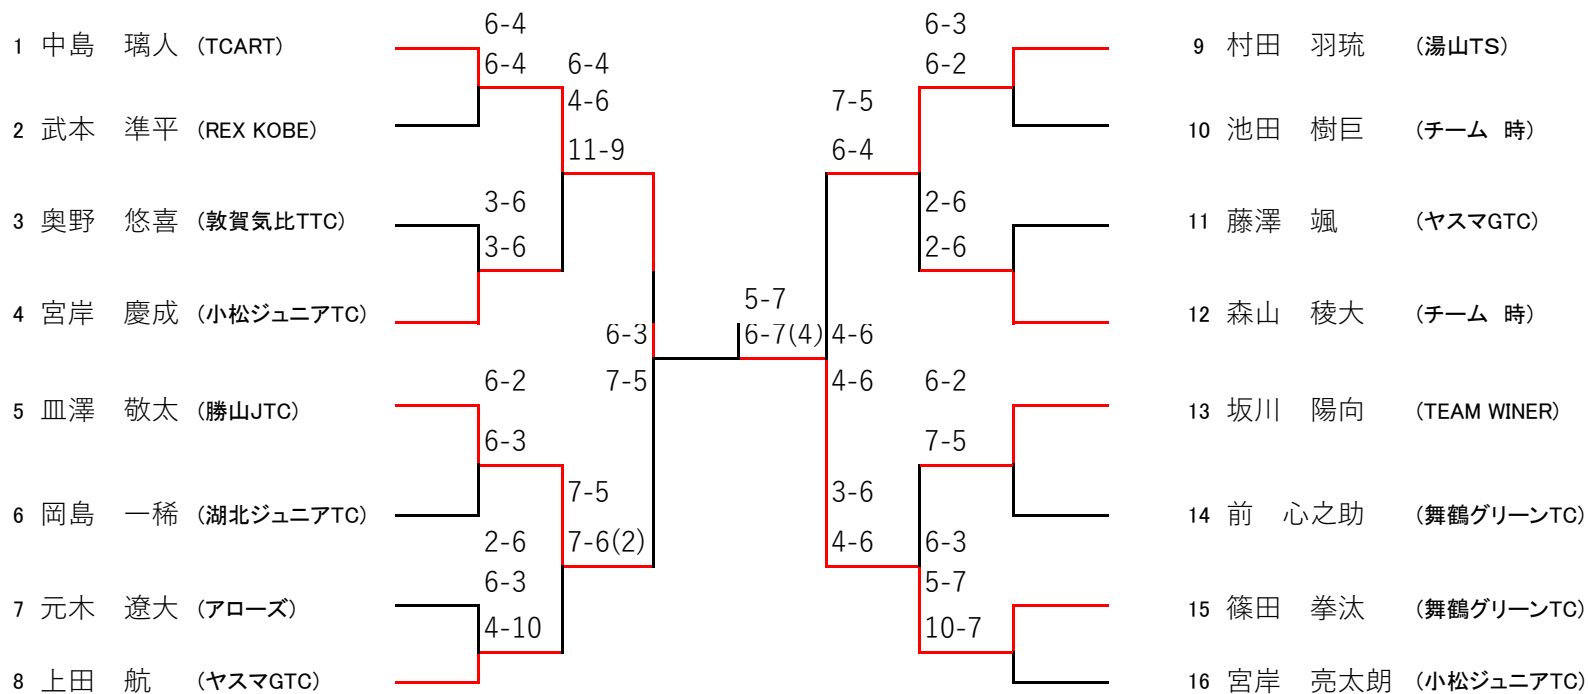 1 中島 璃人 (TCART)
2 武本 準平 (REX KOBE)
3 奥野 悠喜 (敦賀気比TTC)
4 宮岸 慶成 (小松ジュニアTC)
5 皿澤 敬太 (勝山JTC)
6 岡島 一稀 (湖北ジュニアTC)
7 元木 遼大 (アローズ)
8 上田 航 (ヤスマGTC)
6-4
6-4
3-6
3-6
6-2
6-3
2-6
6-3
4-10
6-4
4-6
11-9
7-5
7-6(2)
6-3
7-5
5-7
6-7(4)
4-6
4-6
7-5
6-4
3-6
4-6
6-3
6-2
2-6
2-6
6-2
7-5
6-3
5-7
10-7
9 村田 羽琉 (湯山TS)
10 池田 樹巨 (チーム 時)
11 藤澤 颯 (ヤスマGTC)
12 森山 稜大 (チーム 時)
13 坂川 陽向 (TEAM WINER)
14 前 心之助 (舞鶴グリーンTC)
15 篠田 拳汰 (舞鶴グリーンTC)
16 宮岸 亮太朗 (小松ジュニアTC)